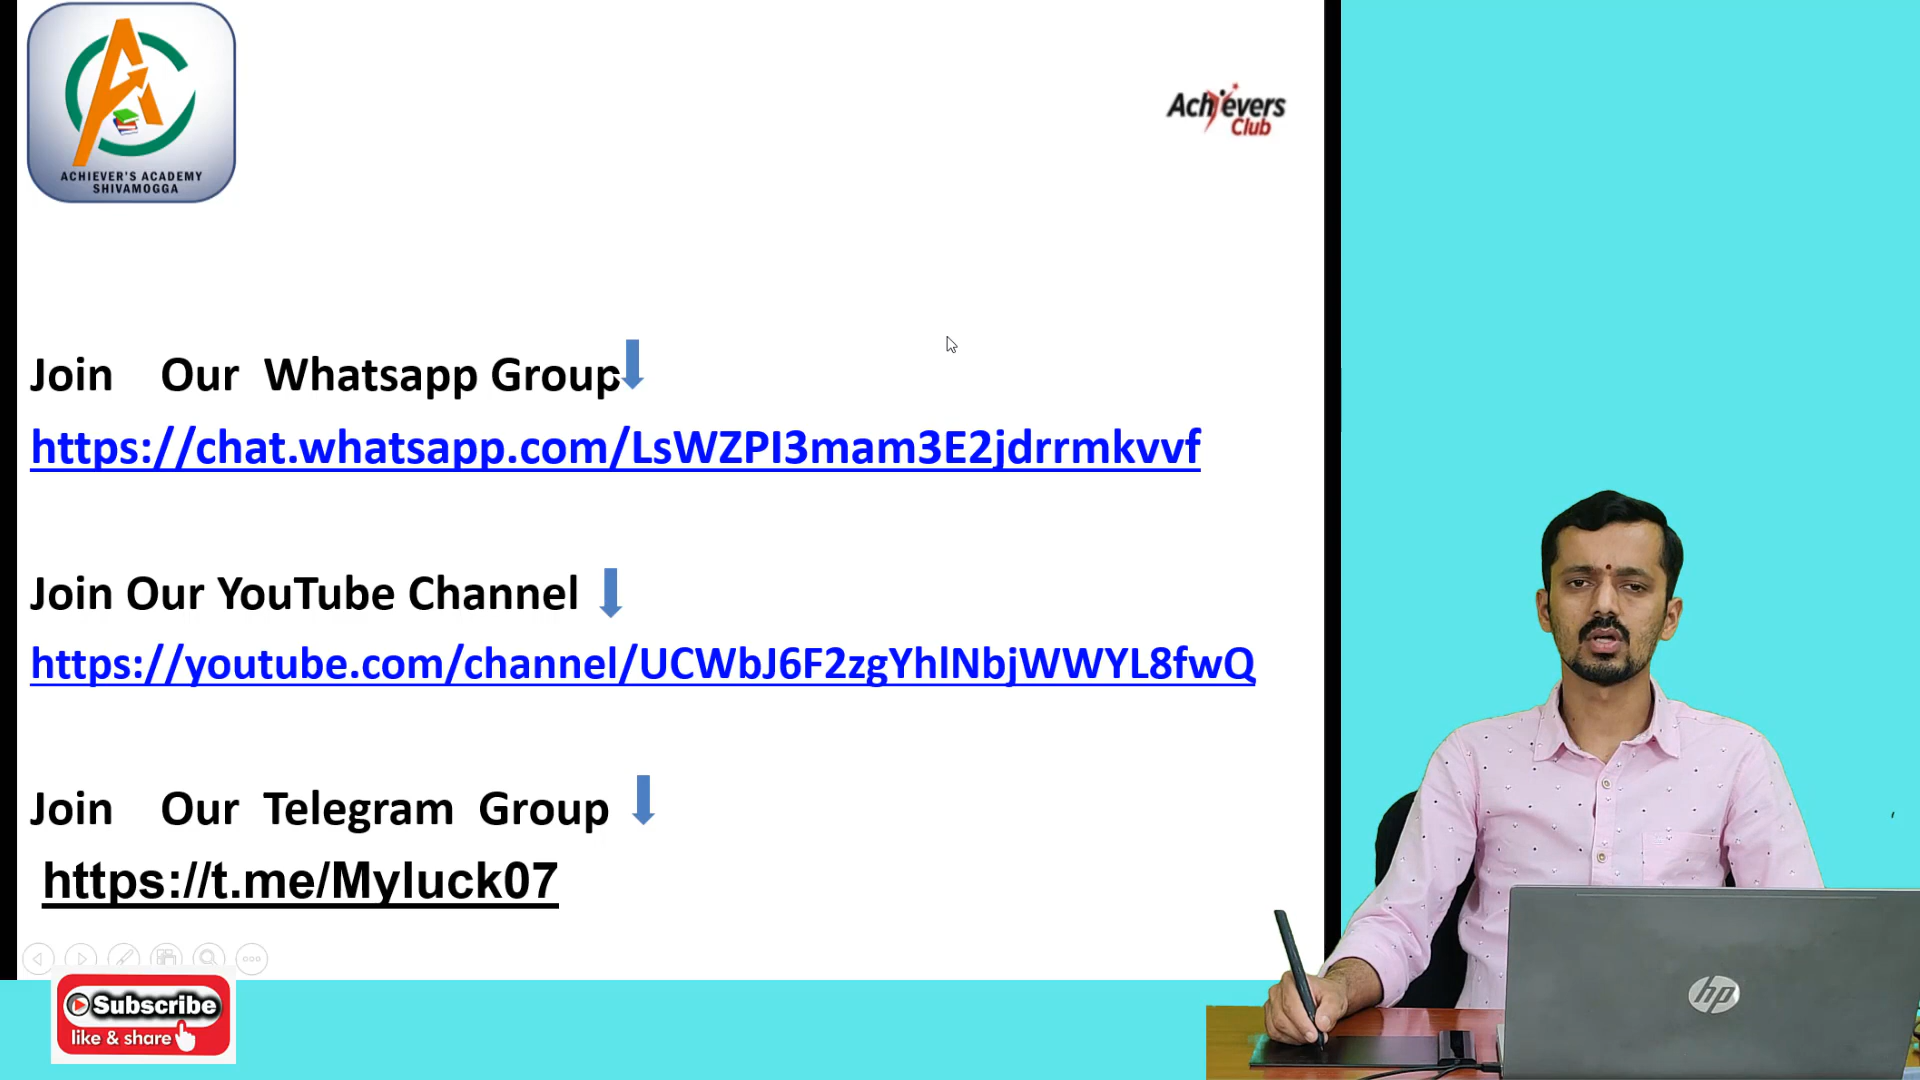 ACHIEVER'S ACADEMY
SHIVAMOGGA
Achievers
Club
Join Our Whatsapp Group
https://chat.whatsapp.com/LsWZPI3mam3E2jdrrmkvvf
Join Our YouTube Channel
https://youtube.com/channel/UCWbJ6F2zgYhlNbjWWYL8fwQ
Join Our Telegram Group
https://t.me/Myluck07
Subscribe
like & share
hp